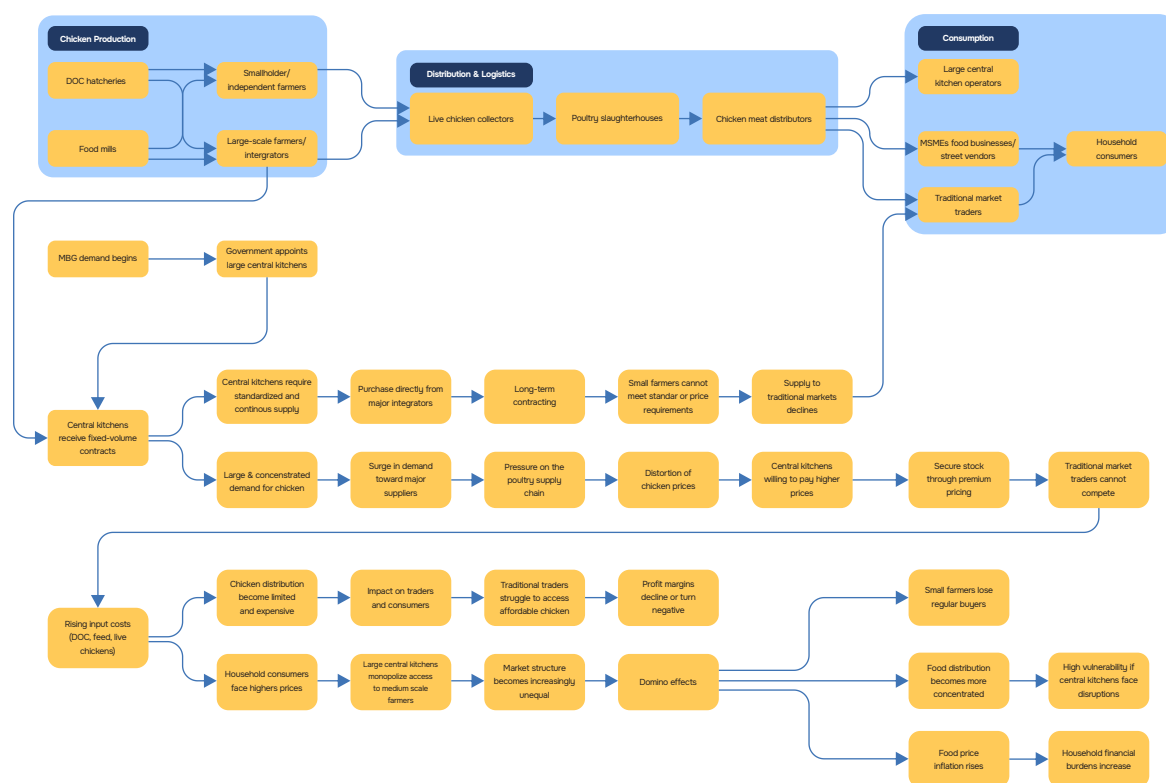 Chicken Production
DOC hatcheries
Smallholder/
independent farmers
Food mills
Large-scale farmers/
intergrators
Distribution & Logistics
Live chicken collectors
Poultry slaughterhouses
Chicken meat distributors
Consumption
Large central
kitchen operators
MSMEs food businesses/
street vendors
Household
consumers
Traditional market
traders
MBG demand begins
Government appoints
large central kitchens
Central kitchens
receive fixed-volume
contracts
Central kitchens require
standardized and
continous supply
Purchase directly from
major integrators
Long-term
contracting
Small farmers cannot
meet standar or price
requirements
Supply to
traditional markets
declines
Large & concenstrated
demand for chicken
Surge in demand
toward major
suppliers
Pressure on the
poultry supply
chain
Distortion of
chicken prices
Central kitchens
willing to pay higher
prices
Secure stock
through premium
pricing
Traditional market
traders cannot
compete
Rising input costs
(DOC, feed, live
chickens)
Chicken distribution
become limited
and expensive
Impact on traders
and consumers
Traditional traders
struggle to access
affordable chicken
Profit margins
decline or turn
negative
Household consumers
face highers prices
Large central kitchens
monopolize access
to medium scale
farmers
Market structure
becomes increasingly
unequal
Domino effects
Small farmers lose
regular buyers
Food distribution
becomes more
concentrated
High vulnerability if
central kitchens face
disruptions
Food price
inflation rises
Household financial
burdens increase